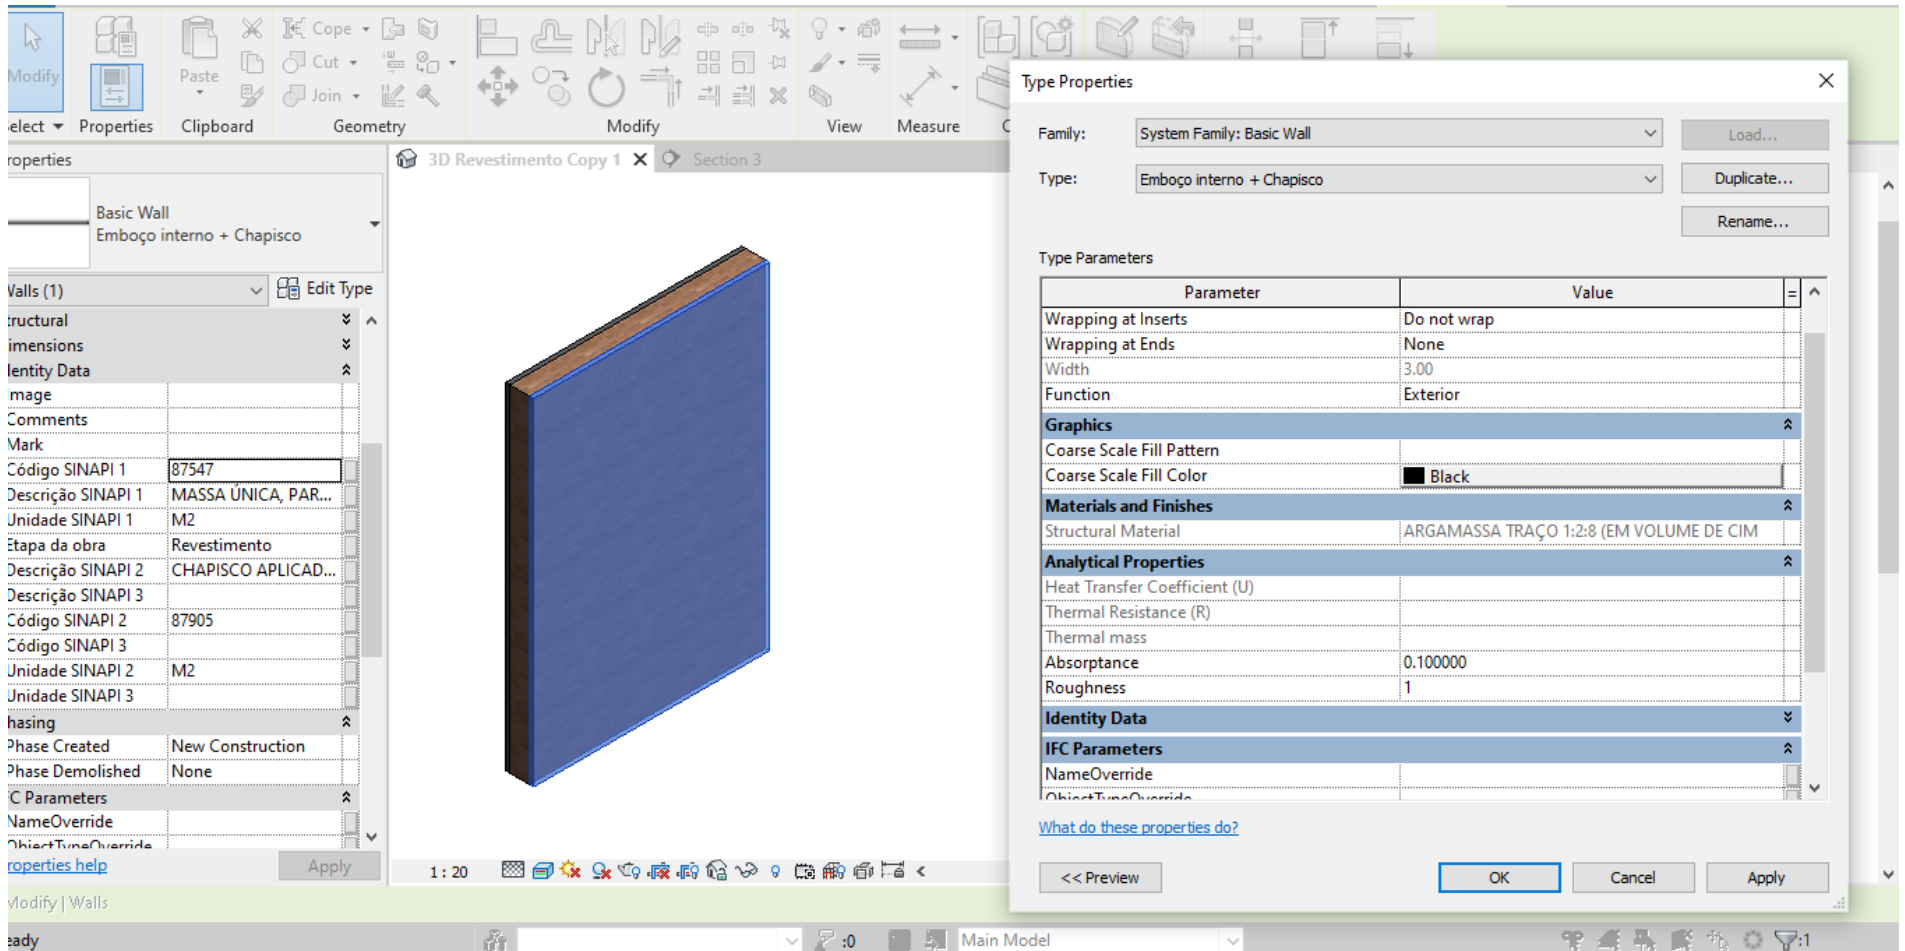 Modify
Paste
Cope
Cut
Join
elect
Properties
Clipboard
Geometry
Modify
View
Measure
C
roperties
Basic Wall
Emboço interno + Chapisco
Walls (1)
Edit Type
tructural
imensions
dentity Data
mage
Comments
Mark
Código SINAPI 1 87547
Descrição SINAPI 1 MASSA ÚNICA, PAR...
Unidade SINAPI 1 M2
Etapa da obra Revestimento
Descrição SINAPI 2 CHAPISCO APLICAD...
Descrição SINAPI 3
Código SINAPI 2 87905
Código SINAPI 3
Unidade SINAPI 2 M2
Unidade SINAPI 3
hasing
Phase Created New Construction
Phase Demolished None
FC Parameters
NameOverride
ObjectTypeOverride
roperties help
Apply
3D Revestimento Copy 1
Section 3
1 : 20
Type Properties
Family: System Family: Basic Wall Load...
Type: Emboço interno + Chapisco Duplicate...
Rename...
Type Parameters
Parameter Value =
Wrapping at Inserts Do not wrap
Wrapping at Ends None
Width 3.00
Function Exterior
Graphics
Coarse Scale Fill Pattern
Coarse Scale Fill Color Black
Materials and Finishes
Structural Material ARGAMASSA TRAÇO 1:2:8 (EM VOLUME DE CIM
Analytical Properties
Heat Transfer Coefficient (U)
Thermal Resistance (R)
Thermal mass
Absorptance 0.100000
Roughness 1
Identity Data
IFC Parameters
NameOverride
ObjectTypeOverride
What do these properties do?
<< Preview OK Cancel Apply
Modify | Walls
eady
:0
Main Model
:1